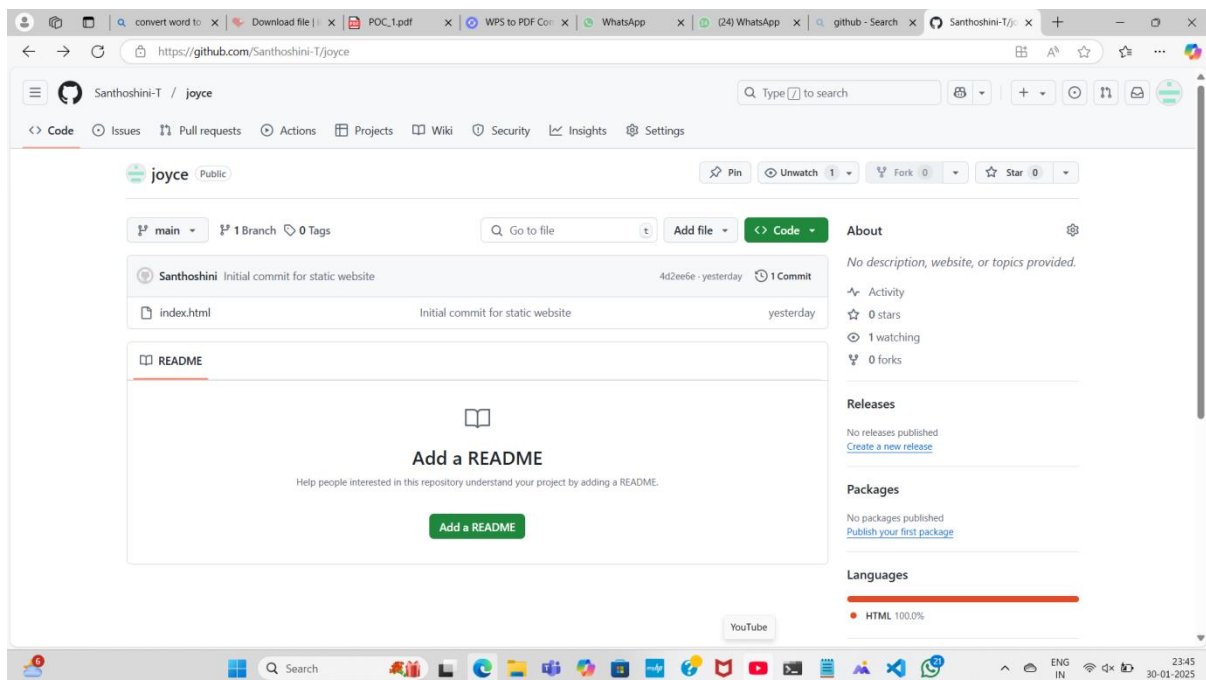 convert word to
Download file | i
POC_1.pdf
WPS to PDF Con
WhatsApp
(24) WhatsApp
github - Search
Santhoshini-T/jo
https://github.com/Santhoshini-T/joyce
Santhoshini-T / joyce
Type / to search
Code Issues Pull requests Actions Projects Wiki Security Insights Settings
joyce Public
Pin Unwatch 1 Fork 0 Star 0
main 1 Branch 0 Tags Go to file t Add file Code
Santhoshini Initial commit for static website 4d2ee6e · yesterday 1 Commit
index.html Initial commit for static website yesterday
README
Add a README
Help people interested in this repository understand your project by adding a README.
Add a README
About
No description, website, or topics provided.
Activity
0 stars
1 watching
0 forks
Releases
No releases published
Create a new release
Packages
No packages published
Publish your first package
Languages
HTML 100.0%
YouTube
6
Search
21
ENG
IN
23:45
30-01-2025